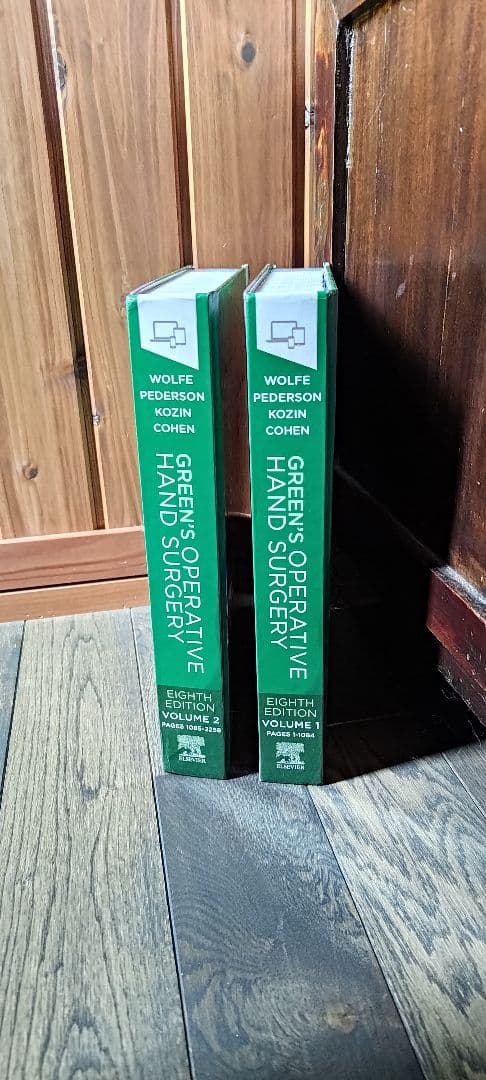 WOLFE
PEDERSON
KOZIN
COHEN
GREEN'S OPERATIVE
HAND SURGERY
EIGHTH
EDITION
VOLUME 2
ELSEVIER
WOLFE
PEDERSON
KOZIN
COHEN
GREEN'S OPERATIVE
HAND SURGERY
EIGHTH
EDITION
VOLUME 1
PAGES 1-1084
ELSEVIER